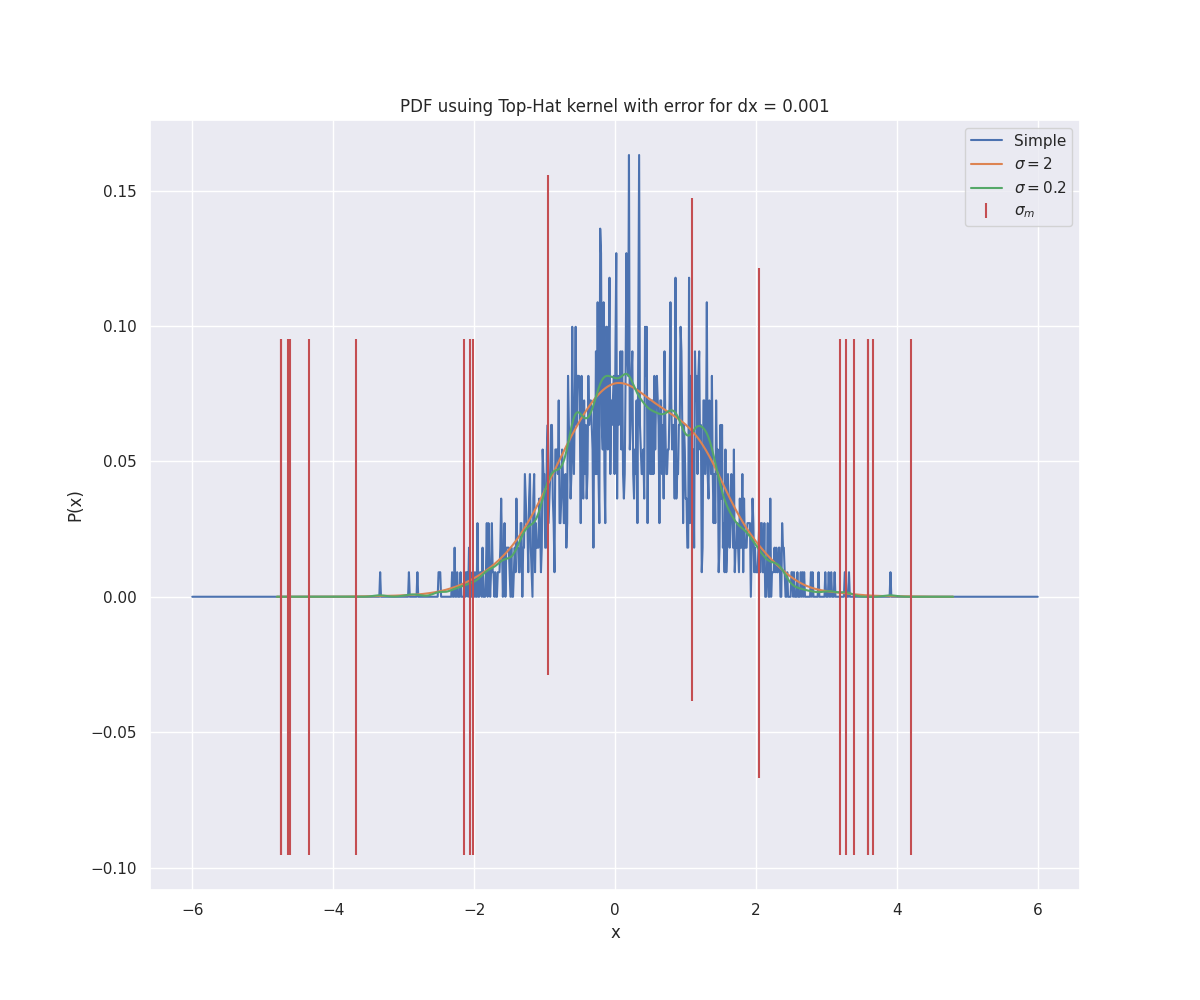 PDF usuing Top-Hat kernel with error for dx = 0.001
Simple
σ = 2
σ = 0.2
σₘ
0.15
0.10
0.05
0.00
−0.05
−0.10
P(x)
−6 −4 −2 0 2 4 6
x